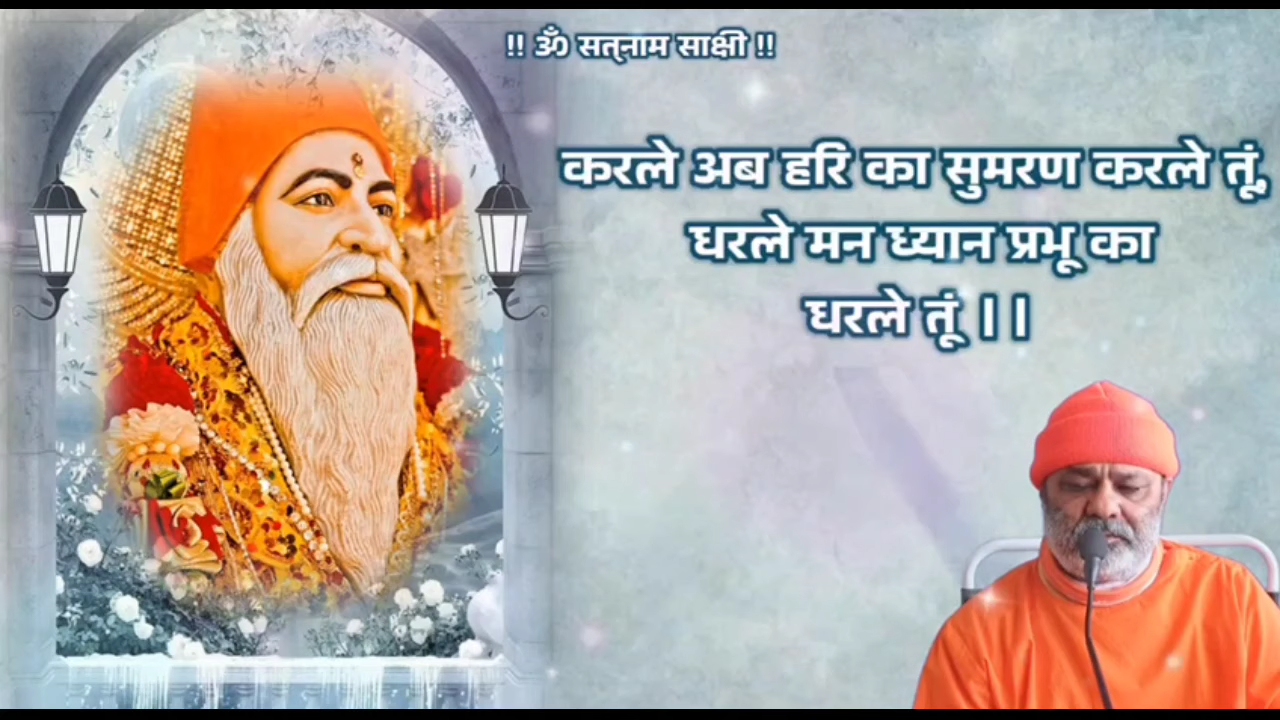 !! ॐ सत्‌नाम साक्षी !!
करले अब हरि का सुमरण करले तूं,
धरले मन ध्यान प्रभू का
धरले तूं ।।